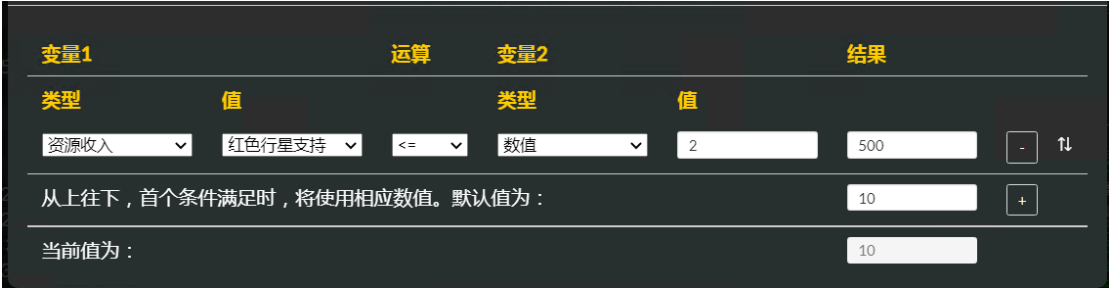 变量1 运算 变量2 结果
类型 值 类型 值
资源收入 红色行星支持 <= 数值 2 500 - ⇅
从上往下，首个条件满足时，将使用相应数值。默认值为： 10 +
当前值为： 10